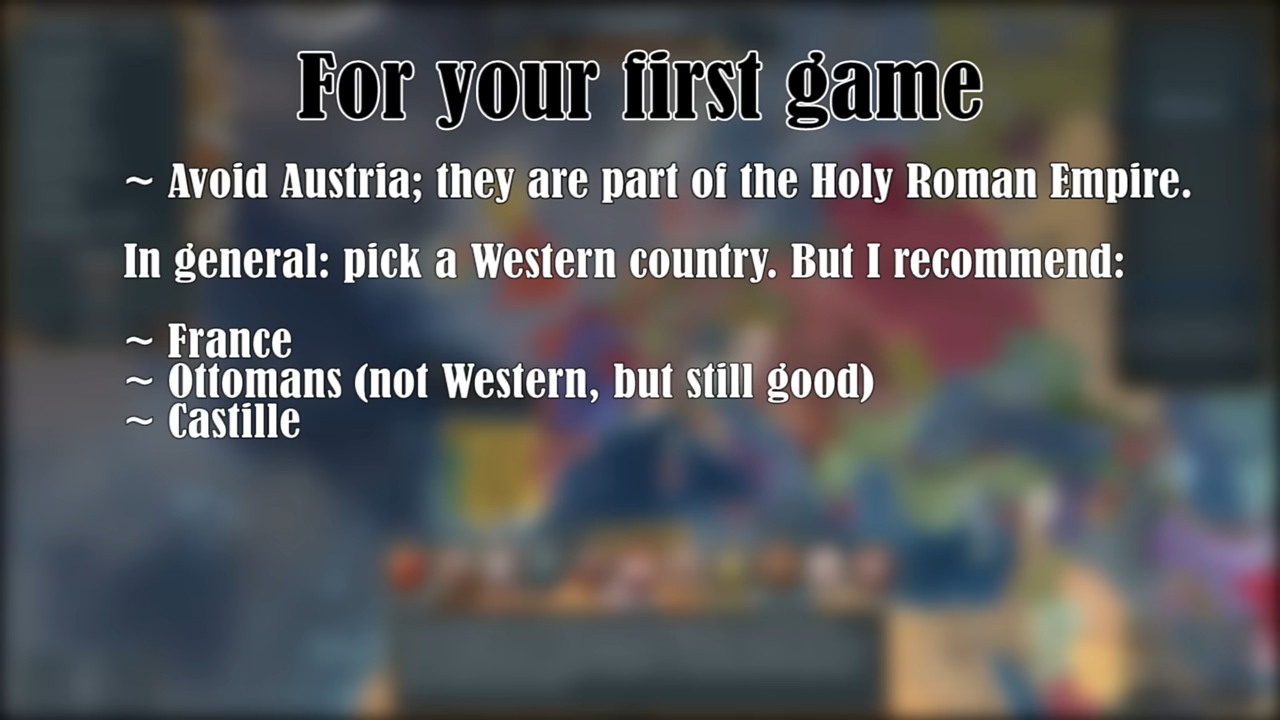 For your first game
~ Avoid Austria; they are part of the Holy Roman Empire.
In general: pick a Western country. But I recommend:
~ France
~ Ottomans (not Western, but still good)
~ Castille